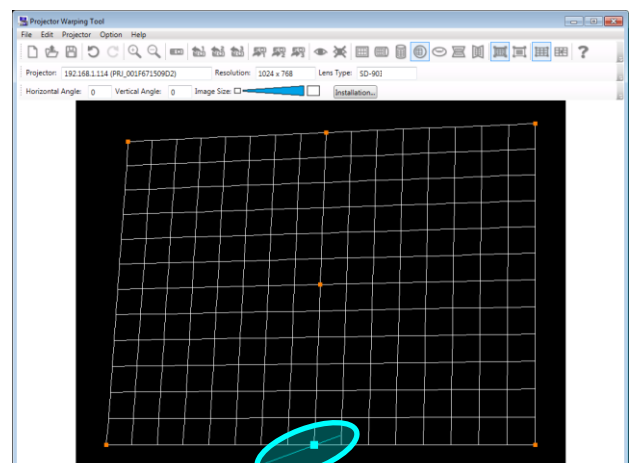 Projector Warping Tool
File Edit Projector Option Help
Projector: 192.168.1.114 (PRJ_001F671509D2) Resolution: 1024 x 768 Lens Type: SD-903
Horizontal Angle: 0 Vertical Angle: 0 Image Size: Installation...